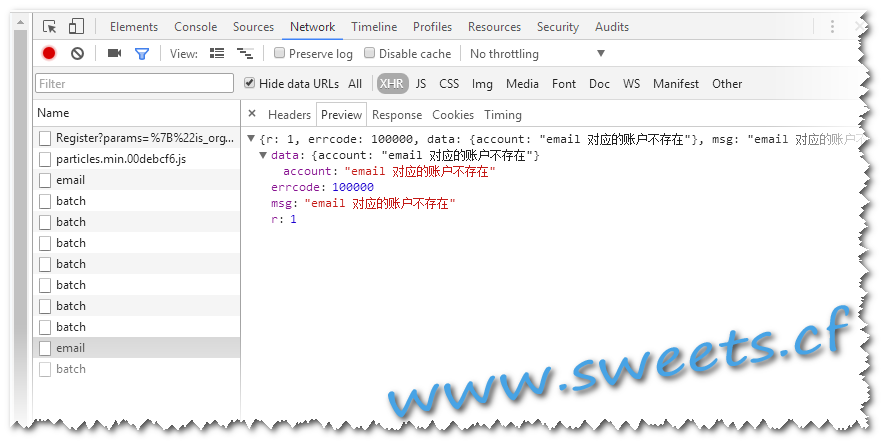 Elements Console Sources Network Timeline Profiles Resources Security Audits
View: Preserve log Disable cache No throttling
Filter Hide data URLs All XHR JS CSS Img Media Font Doc WS Manifest Other
Name
× Headers Preview Response Cookies Timing
Register?params=%7B%22is_org...
particles.min.00debcf6.js
email
batch
batch
batch
batch
batch
batch
batch
email
batch
{r: 1, errcode: 100000, data: {account: "email 对应的账户不存在"}, msg: "email 对应的账户不存在
data: {account: "email 对应的账户不存在"}
account: "email 对应的账户不存在"
errcode: 100000
msg: "email 对应的账户不存在"
r: 1
www.sweets.cf